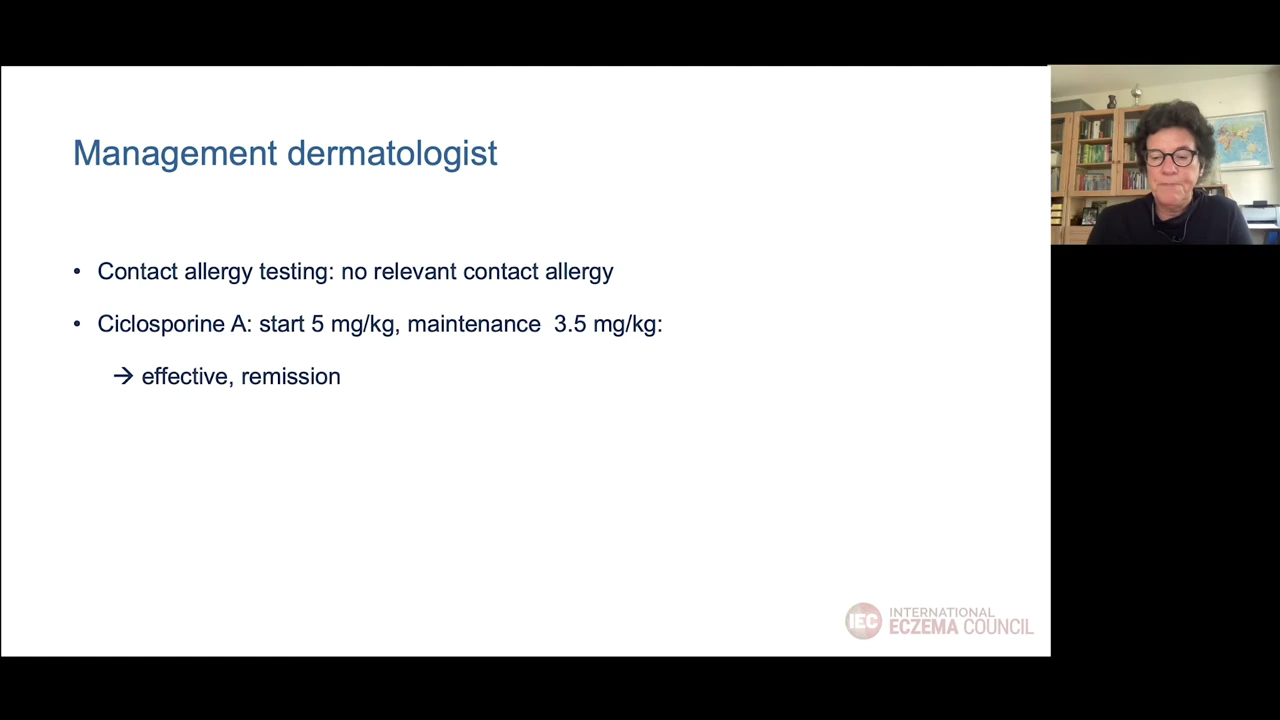 Management dermatologist
• Contact allergy testing: no relevant contact allergy
• Ciclosporine A: start 5 mg/kg, maintenance  3.5 mg/kg:
→ effective, remission
IEC
INTERNATIONAL
ECZEMA COUNCIL